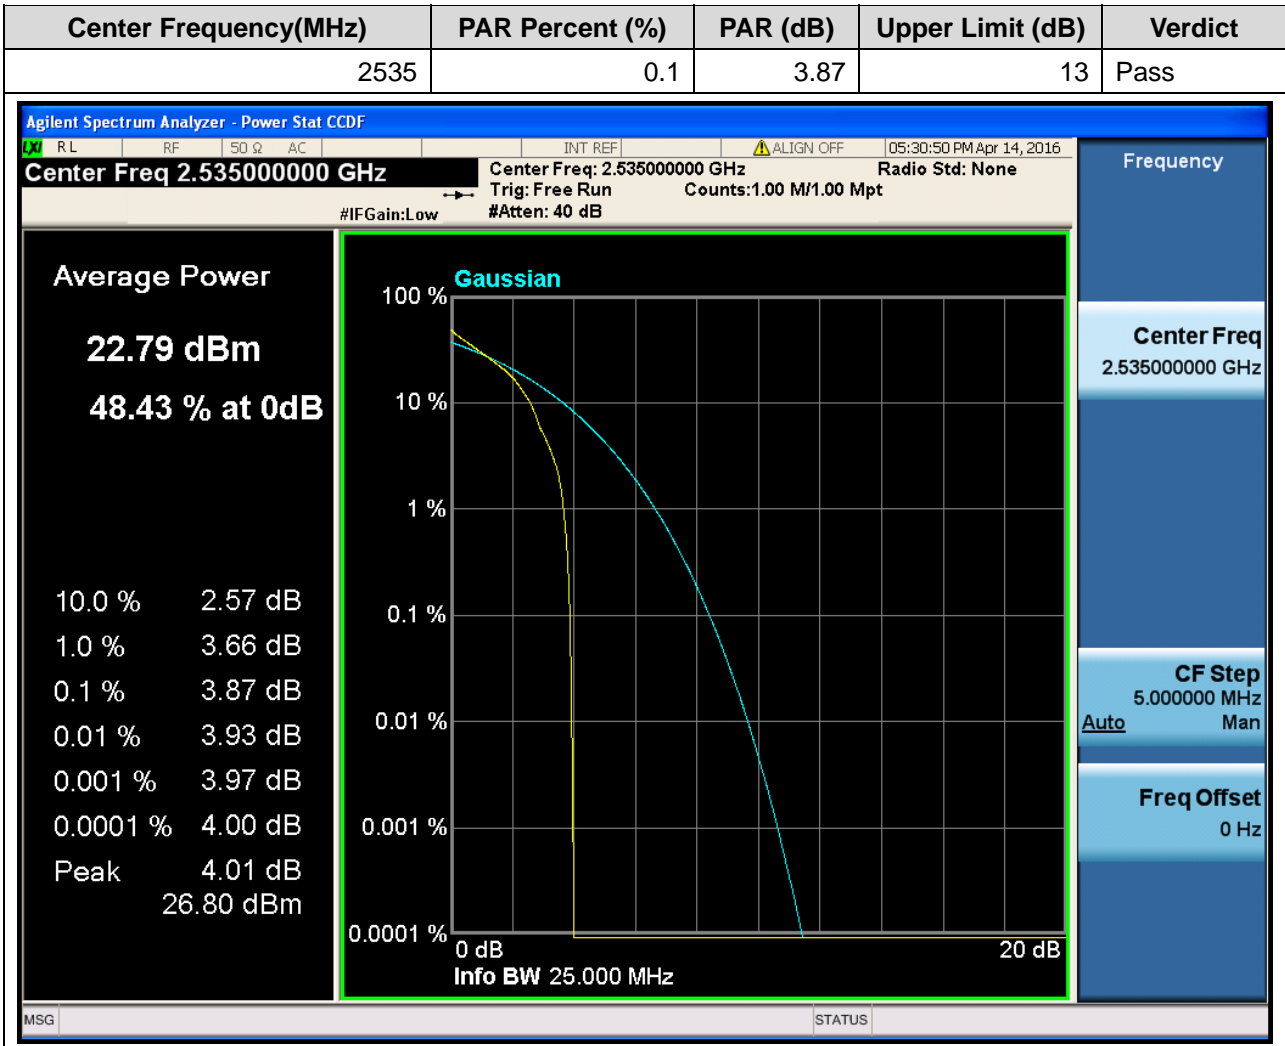 Center Frequency(MHz) PAR Percent (%) PAR (dB) Upper Limit (dB) Verdict
2535 0.1 3.87 13 Pass
Agilent Spectrum Analyzer - Power Stat CCDF
LXI RL RF 50 Ω AC INT REF ALIGN OFF 05:30:50 PM Apr 14, 2016
Center Freq 2.535000000 GHz
#IFGain:Low
Center Freq: 2.535000000 GHz Radio Std: None
Trig: Free Run Counts:1.00 M/1.00 Mpt
#Atten: 40 dB
Average Power
22.79 dBm
48.43 % at 0dB
10.0 % 2.57 dB
1.0 % 3.66 dB
0.1 % 3.87 dB
0.01 % 3.93 dB
0.001 % 3.97 dB
0.0001 % 4.00 dB
Peak 4.01 dB
26.80 dBm
Gaussian
100 %
10 %
1 %
0.1 %
0.01 %
0.001 %
0.0001 %
0 dB 20 dB
Info BW 25.000 MHz
Frequency
Center Freq
2.535000000 GHz
CF Step
5.000000 MHz
Auto Man
Freq Offset
0 Hz
MSG STATUS